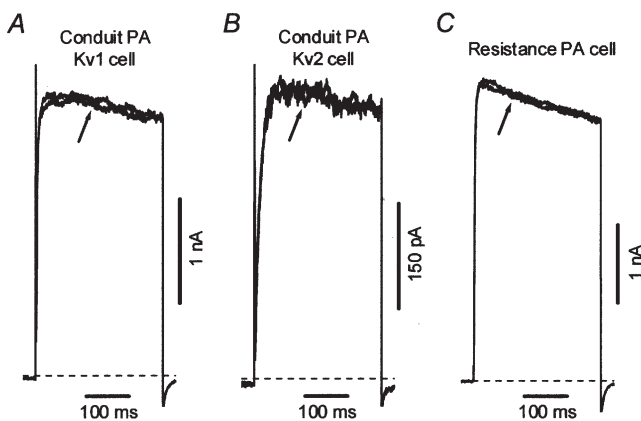 A
Conduit PA
Kv1 cell
1 nA
100 ms
B
Conduit PA
Kv2 cell
150 pA
100 ms
C
Resistance PA cell
1 nA
100 ms